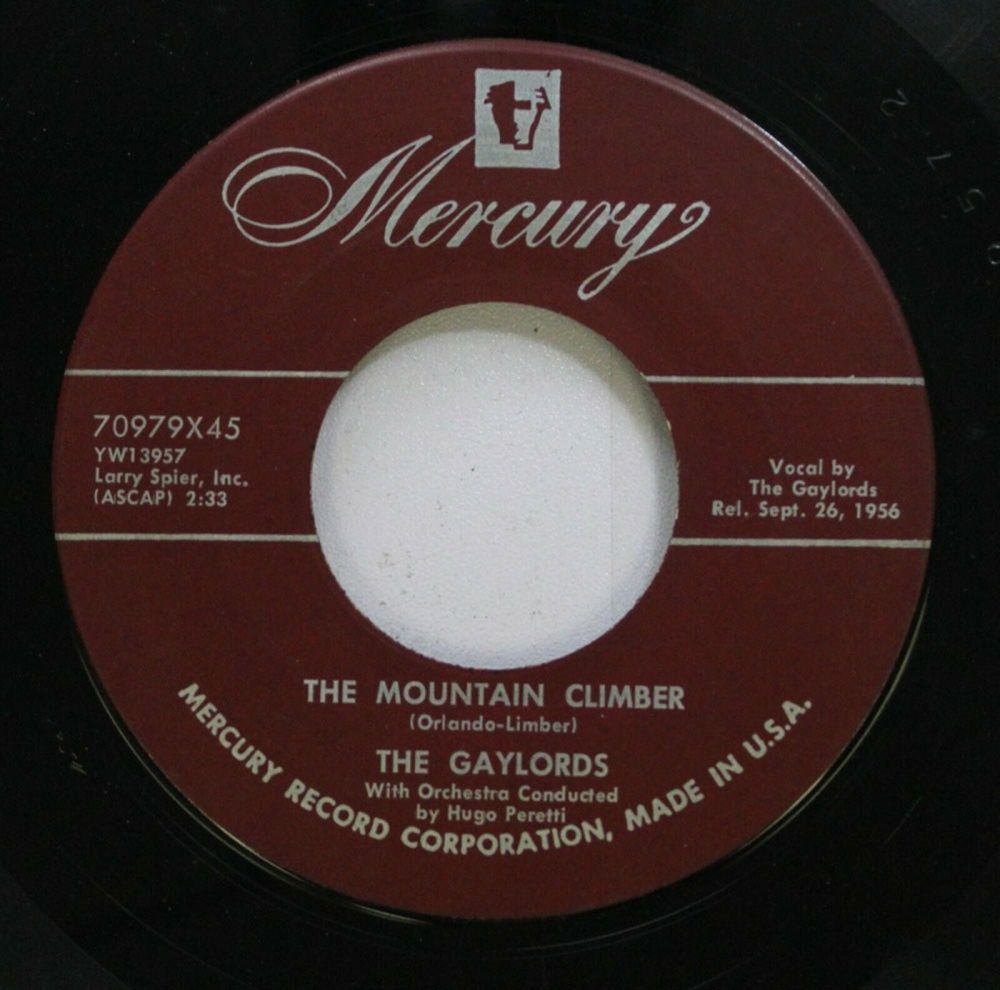 Mercury
70979X45
YW13957
Larry Spier, Inc.
(ASCAP) 2:33
Vocal by
The Gaylords
Rel. Sept. 26, 1956
THE MOUNTAIN CLIMBER
(Orlando-Limber)
THE GAYLORDS
With Orchestra Conducted
by Hugo Peretti
MERCURY RECORD CORPORATION, MADE IN U.S.A.